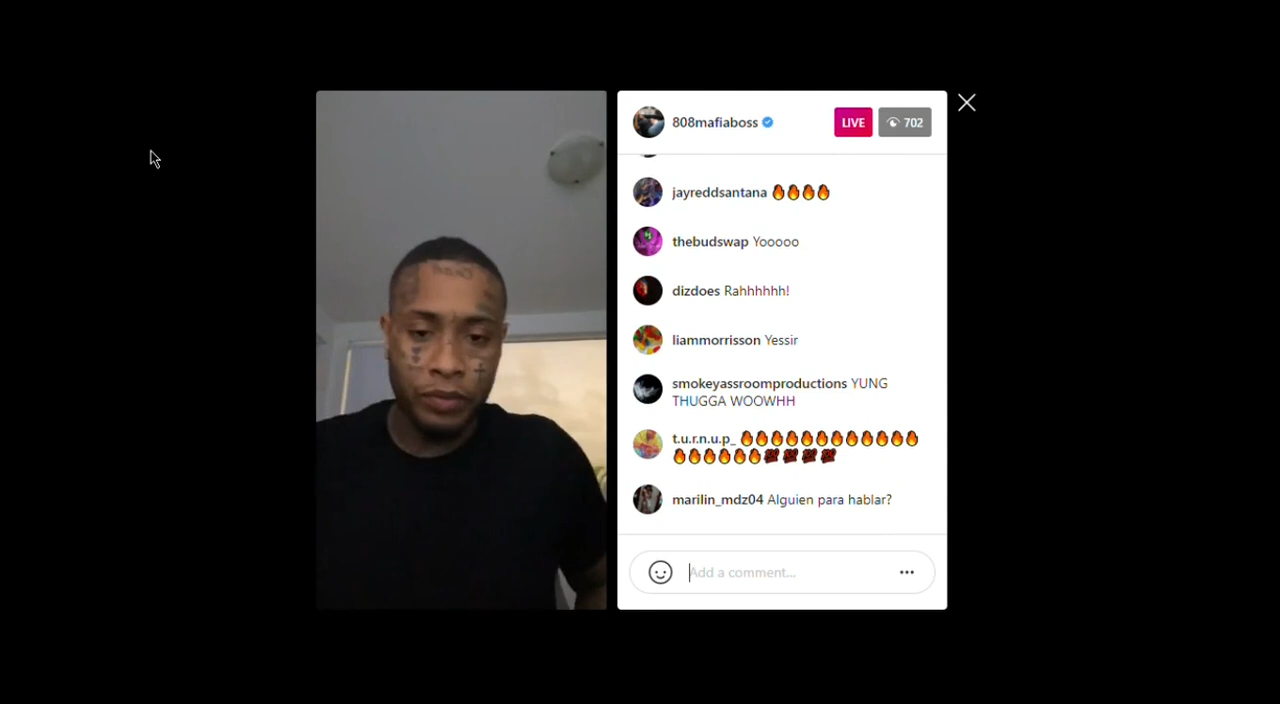 808mafiaboss
LIVE
702
jayreddsantana 🔥🔥🔥🔥
thebudswap Yooooo
dizdoes Rahhhhhh!
liammorrisson Yessir
smokeyassroomproductions YUNG
THUGGA WOOWHH
t.u.r.n.u.p_ 🔥🔥🔥🔥🔥🔥🔥🔥🔥🔥🔥🔥
🔥🔥🔥🔥🔥🔥💯💯💯💯
marilin_mdz04 Alguien para hablar?
Add a comment...